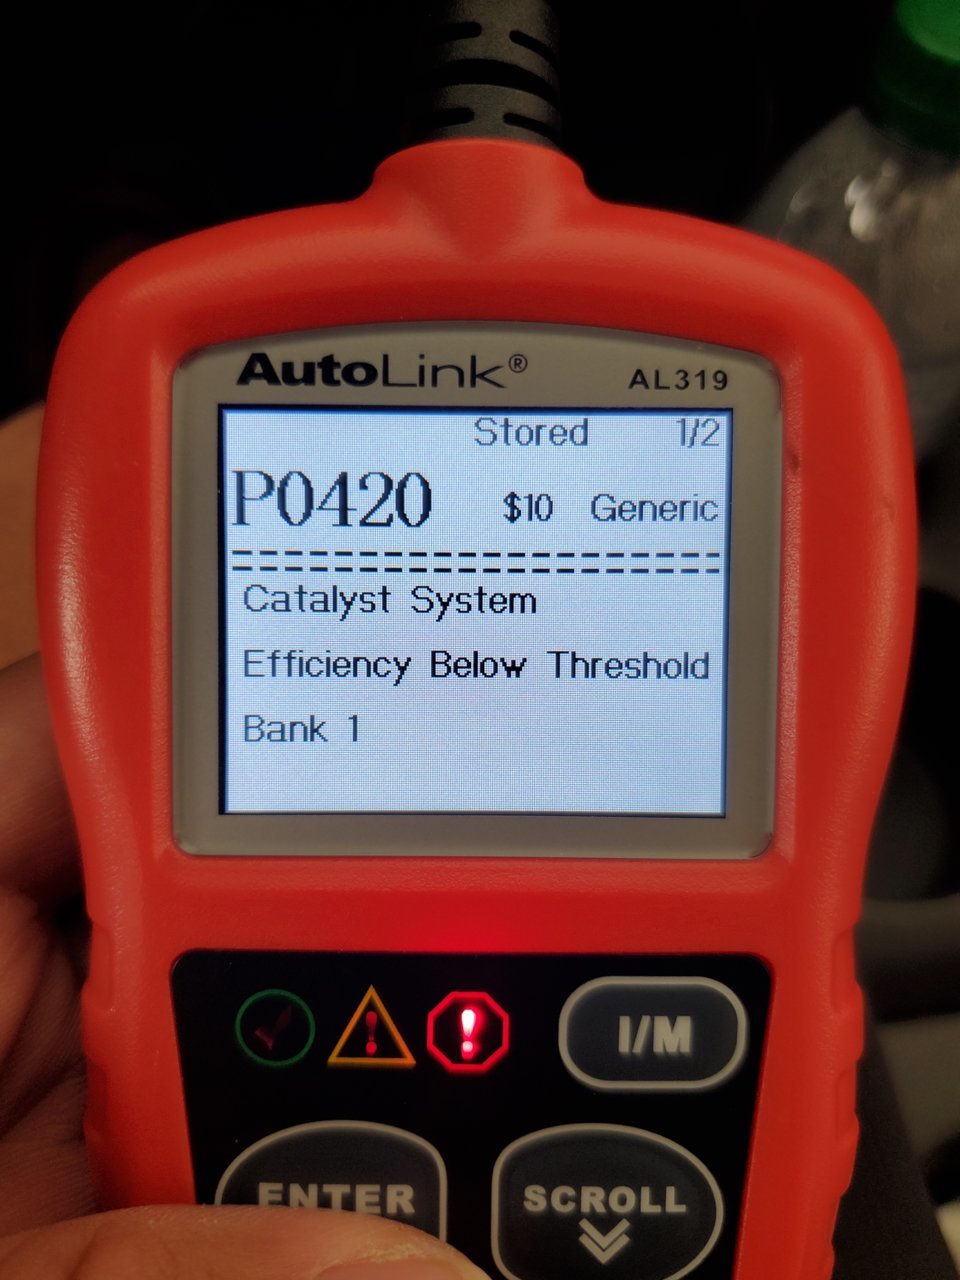 AutoLink®
AL319
Stored 1/2
P0420 $10 Generic
Catalyst System
Efficiency Below Threshold
Bank 1
I/M
ENTER
SCROLL